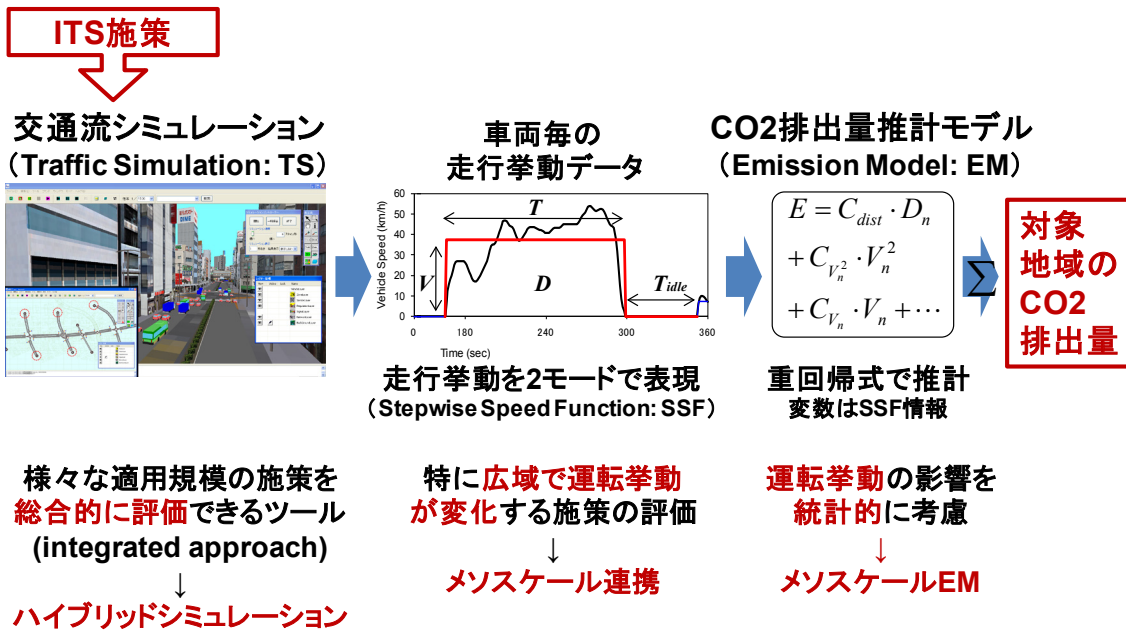 ITS施策
交通流シミュレーション
（Traffic Simulation: TS）
車両毎の
走行挙動データ
Vehicle Speed (km/h)
60
50
40
30
20
10
0
T
V
D
Tidle
0
180
240
300
360
Time (sec)
走行挙動を2モードで表現
（Stepwise Speed Function: SSF）
CO2排出量推計モデル
（Emission Model: EM）
E = C_dist · D_n
+ C_{V_n^2} · V_n^2
+ C_{V_n} · V_n + ⋯
重回帰式で推計
変数はSSF情報
∑
対象
地域の
CO2
排出量
様々な適用規模の施策を
総合的に評価できるツール
(integrated approach)
↓
ハイブリッドシミュレーション
特に広域で運転挙動
が変化する施策の評価
↓
メソスケール連携
運転挙動の影響を
統計的に考慮
↓
メソスケールEM